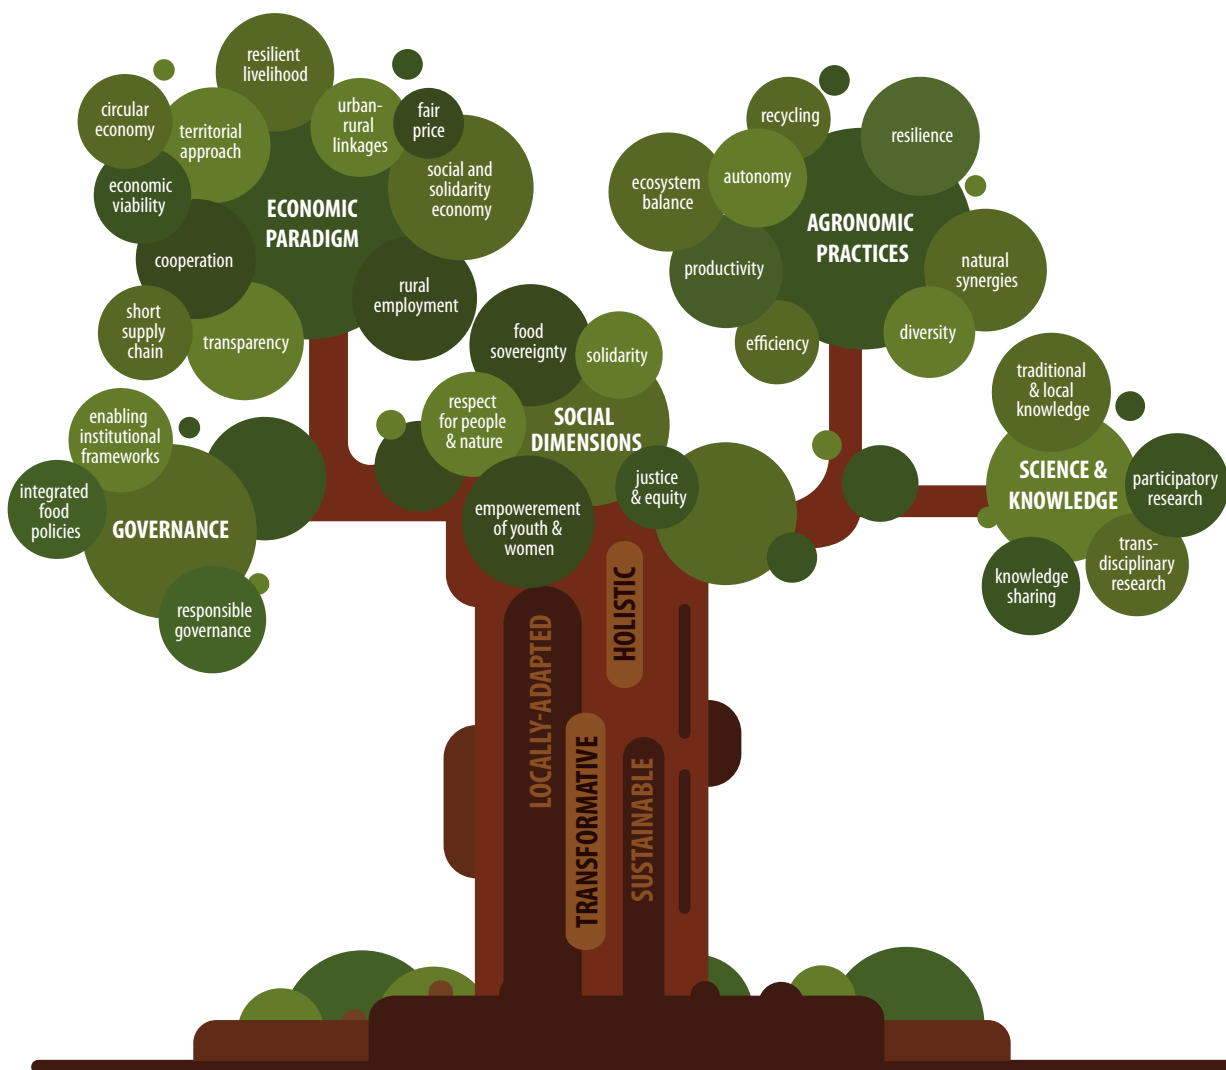 resilient
livelihood
circular
economy
territorial
approach
urban-
rural
linkages
fair
price
economic
viability
social and
solidarity
economy
ECONOMIC
PARADIGM
cooperation
rural
employment
short
supply
chain
transparency
recycling
resilience
ecosystem
balance
autonomy
AGRONOMIC
PRACTICES
productivity
natural
synergies
efficiency
diversity
food
sovereignty
solidarity
respect
for people
& nature
SOCIAL
DIMENSIONS
justice
& equity
empowerement
of youth &
women
enabling
institutional
frameworks
integrated
food
policies
GOVERNANCE
responsible
governance
traditional
& local
knowledge
SCIENCE &
KNOWLEDGE
participatory
research
trans-
disciplinary
research
knowledge
sharing
LOCALLY-ADAPTED
HOLISTIC
TRANSFORMATIVE
SUSTAINABLE